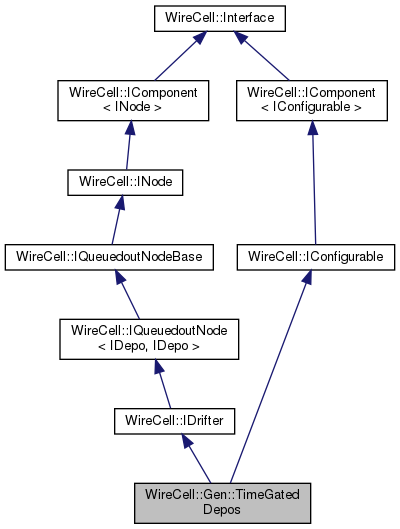 WireCell::Interface
WireCell::IComponent
< INode >
WireCell::IComponent
< IConfigurable >
WireCell::INode
WireCell::IQueuedoutNodeBase
WireCell::IConfigurable
WireCell::IQueuedoutNode
< IDepo, IDepo >
WireCell::IDrifter
WireCell::Gen::TimeGated
Depos